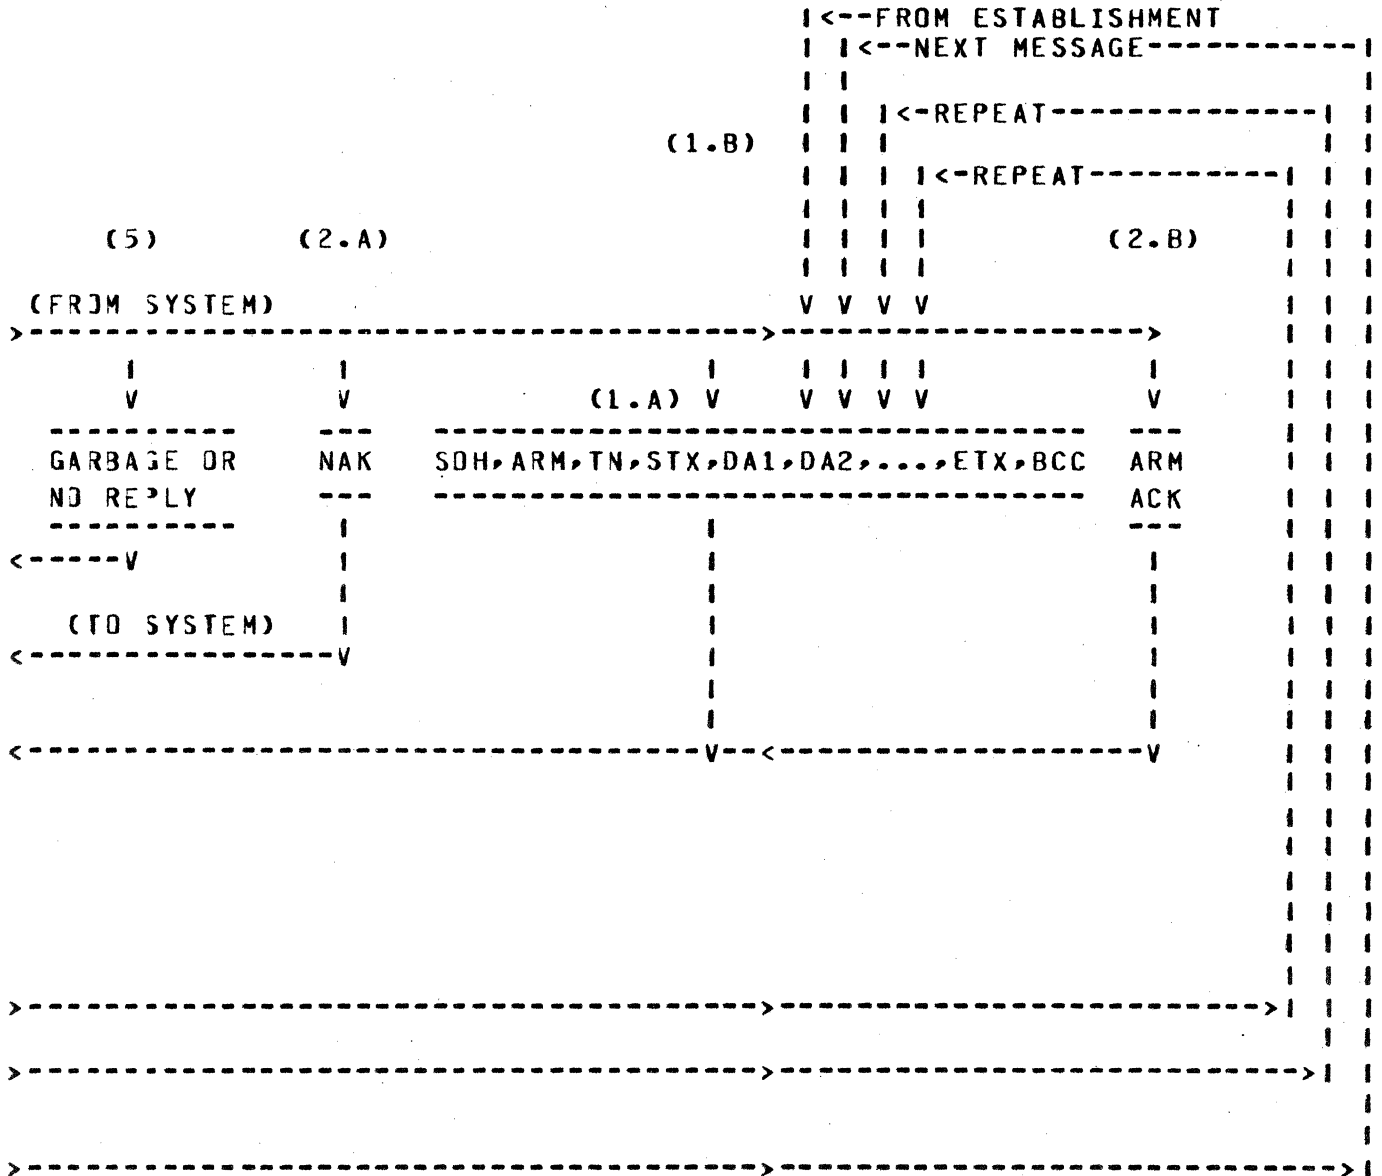 <--FROM ESTABLISHMENT
<--NEXT MESSAGE-----------
<-REPEAT--------------
(1.B)
<-REPEAT----------
(5) (2.A) (2.B)
(FROM SYSTEM)
(1.A)
GARBAGE OR NAK SOH,ARM,TN,STX,DA1,DA2,...,ETX,BCC ARM
NO REPLY ACK
(TO SYSTEM)